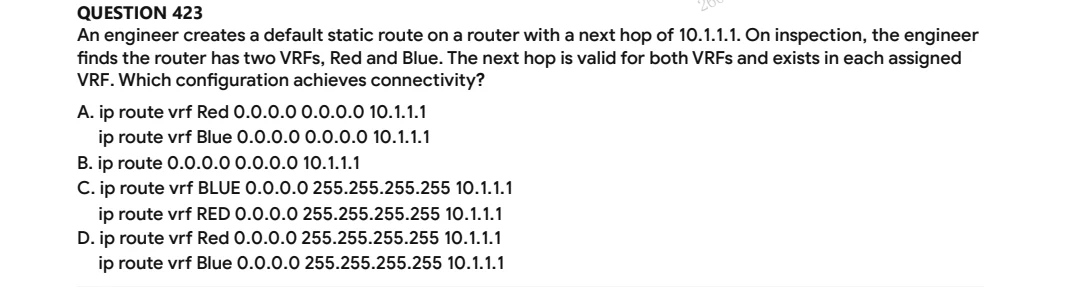 QUESTION 423
An engineer creates a default static route on a router with a next hop of 10.1.1.1. On inspection, the engineer
finds the router has two VRFs, Red and Blue. The next hop is valid for both VRFs and exists in each assigned
VRF. Which configuration achieves connectivity?
A. ip route vrf Red 0.0.0.0 0.0.0.0 10.1.1.1
ip route vrf Blue 0.0.0.0 0.0.0.0 10.1.1.1
B. ip route 0.0.0.0 0.0.0.0 10.1.1.1
C. ip route vrf BLUE 0.0.0.0 255.255.255.255 10.1.1.1
ip route vrf RED 0.0.0.0 255.255.255.255 10.1.1.1
D. ip route vrf Red 0.0.0.0 255.255.255.255 10.1.1.1
ip route vrf Blue 0.0.0.0 255.255.255.255 10.1.1.1